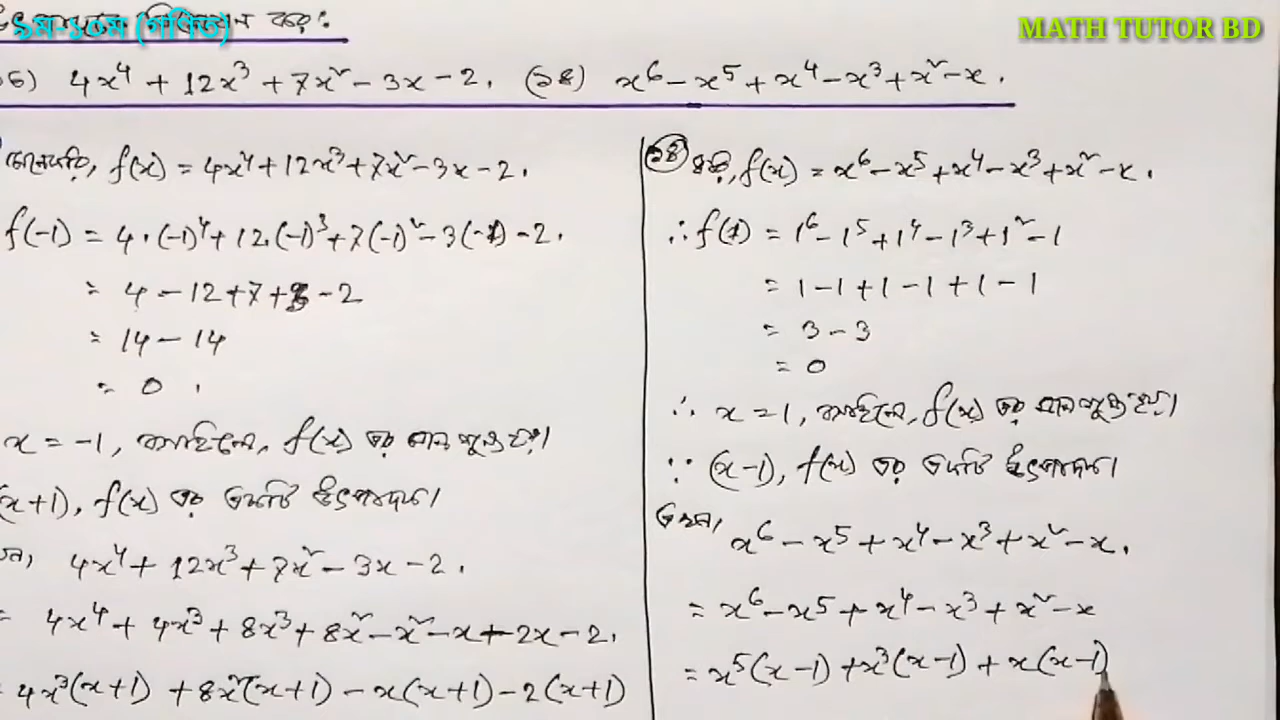 ৯ম-১০ম (গণিত)
MATH TUTOR BD
4x⁴ + 12x³ + 7x² - 3x - 2. (২৪) x⁶ - x⁵ + x⁴ - x³ + x² - x.
f(x) = 4x⁴ + 12x³ + 7x² - 3x - 2.
f(-1) = 4.(-1)⁴ + 12.(-1)³ + 7(-1)² - 3(-1) - 2.
= 4 - 12 + 7 + 3 - 2
= 14 - 14
= 0.
x = -1, বসাইলে, f(x) এর মান শূন্য হয়।
(x+1), f(x) এর একটি উৎপাদক।
4x⁴ + 12x³ + 7x² - 3x - 2.
= 4x⁴ + 4x³ + 8x³ + 8x² - x² - x - 2x - 2.
= 4x³(x+1) + 8x²(x+1) - x(x+1) - 2(x+1)
(২৪) ধরি, f(x) = x⁶ - x⁵ + x⁴ - x³ + x² - x.
∴ f(1) = 1⁶ - 1⁵ + 1⁴ - 1³ + 1² - 1
= 1 - 1 + 1 - 1 + 1 - 1
= 3 - 3
= 0
∴ x = 1, বসাইলে, f(x) এর মান শূন্য হয়।
∵ (x-1), f(x) এর একটি উৎপাদক।
এখন, x⁶ - x⁵ + x⁴ - x³ + x² - x.
= x⁶ - x⁵ + x⁴ - x³ + x² - x
= x⁵(x-1) + x³(x-1) + x(x-1)